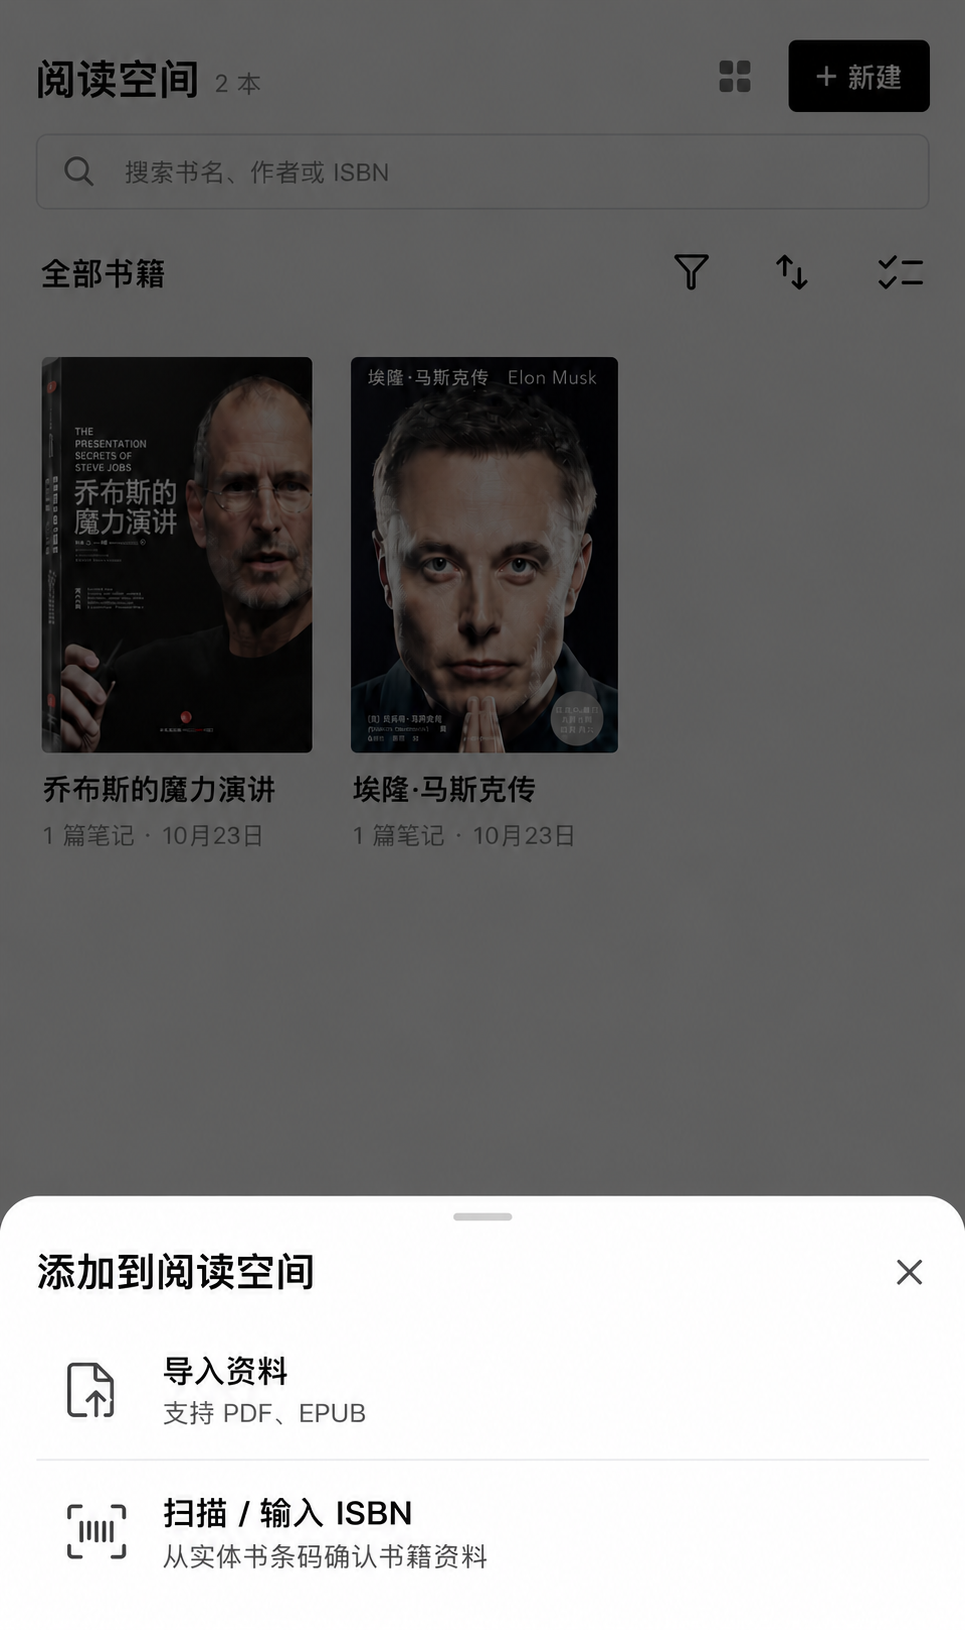 阅读空间 2 本
+ 新建
搜索书名、作者或 ISBN
全部书籍
THE
PRESENTATION
SECRETS OF
STEVE JOBS
乔布斯的
魔力演讲
埃隆·马斯克传 Elon Musk
乔布斯的魔力演讲
1 篇笔记 · 10月23日
埃隆·马斯克传
1 篇笔记 · 10月23日
添加到阅读空间
导入资料
支持 PDF、EPUB
扫描 / 输入 ISBN
从实体书条码确认书籍资料